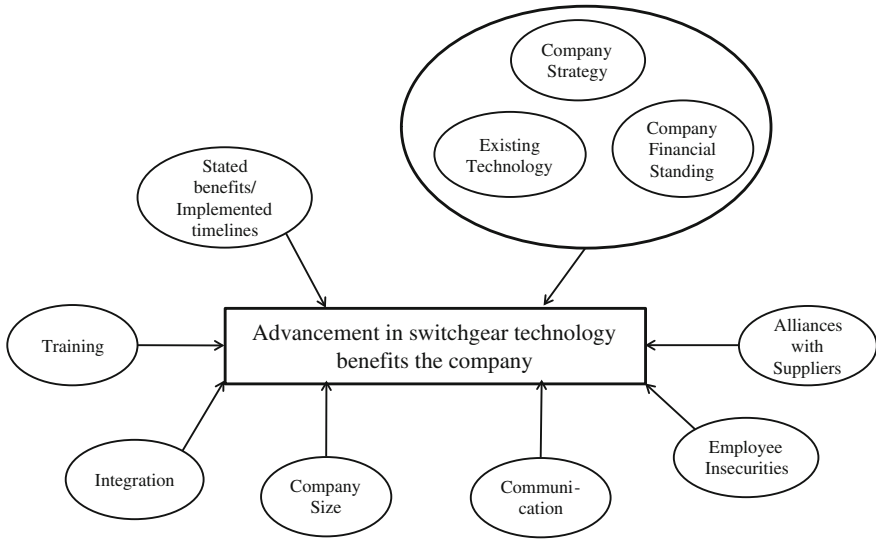 Company
Strategy
Existing
Technology
Company
Financial
Standing
Stated
benefits/
Implemented
timelines
Advancement in switchgear technology
benefits the company
Training
Alliances
with
Suppliers
Integration
Company
Size
Communi-
cation
Employee
Insecurities